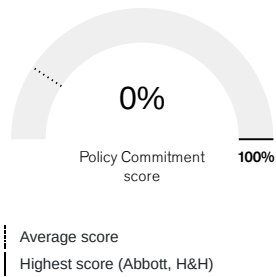 0%
Policy Commitment
score
100%
Average score
Highest score (Abbott, H&H)